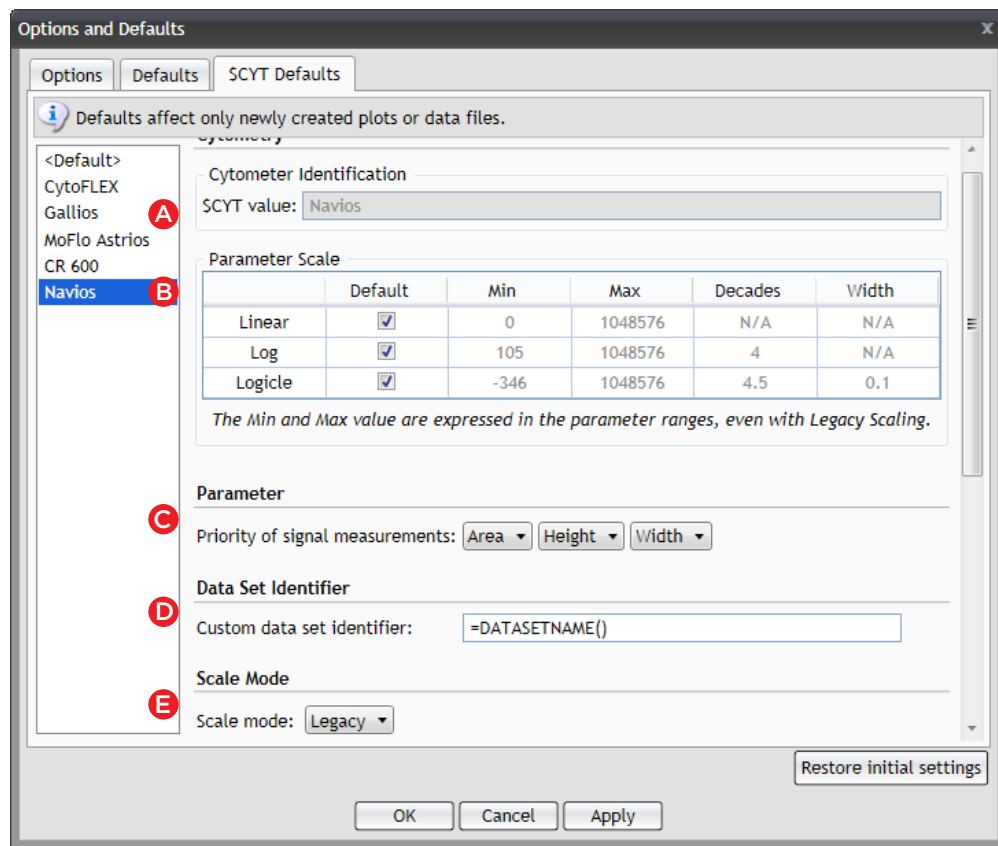 Options and Defaults x
Options Defaults $CYT Defaults
i Defaults affect only newly created plots or data files.
<Default>
CytoFLEX
Gallios
MoFlo Astrios
CR 600
Navios
Cytometry
Cytometer Identification
A $CYT value: Navios
Parameter Scale
B
Default Min Max Decades Width
Linear 0 1048576 N/A N/A
Log 105 1048576 4 N/A
Logicle -346 1048576 4.5 0.1
The Min and Max value are expressed in the parameter ranges, even with Legacy Scaling.
Parameter
C Priority of signal measurements: Area Height Width
Data Set Identifier
D Custom data set identifier: =DATASETNAME()
Scale Mode
E Scale mode: Legacy
Restore initial settings
OK Cancel Apply